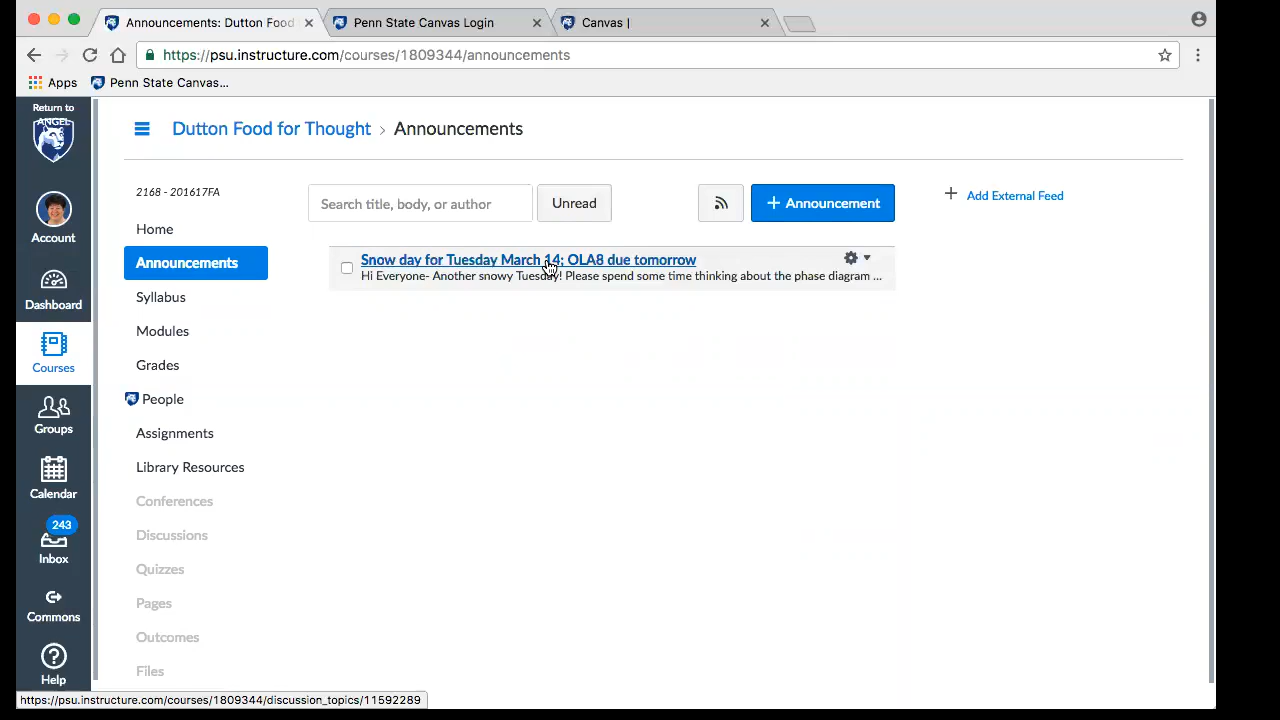 Announcements: Dutton Food
Penn State Canvas Login
Canvas |
https://psu.instructure.com/courses/1809344/announcements
Apps
Penn State Canvas...
Return to
ANGEL
Account
Dashboard
Courses
Groups
Calendar
243
Inbox
Commons
Help
Dutton Food for Thought › Announcements
2168 - 201617FA
Home
Announcements
Syllabus
Modules
Grades
People
Assignments
Library Resources
Conferences
Discussions
Quizzes
Pages
Outcomes
Files
Search title, body, or author
Unread
+ Announcement
+ Add External Feed
Snow day for Tuesday March 14; OLA8 due tomorrow
Hi Everyone- Another snowy Tuesday! Please spend some time thinking about the phase diagram ...
https://psu.instructure.com/courses/1809344/discussion_topics/11592289